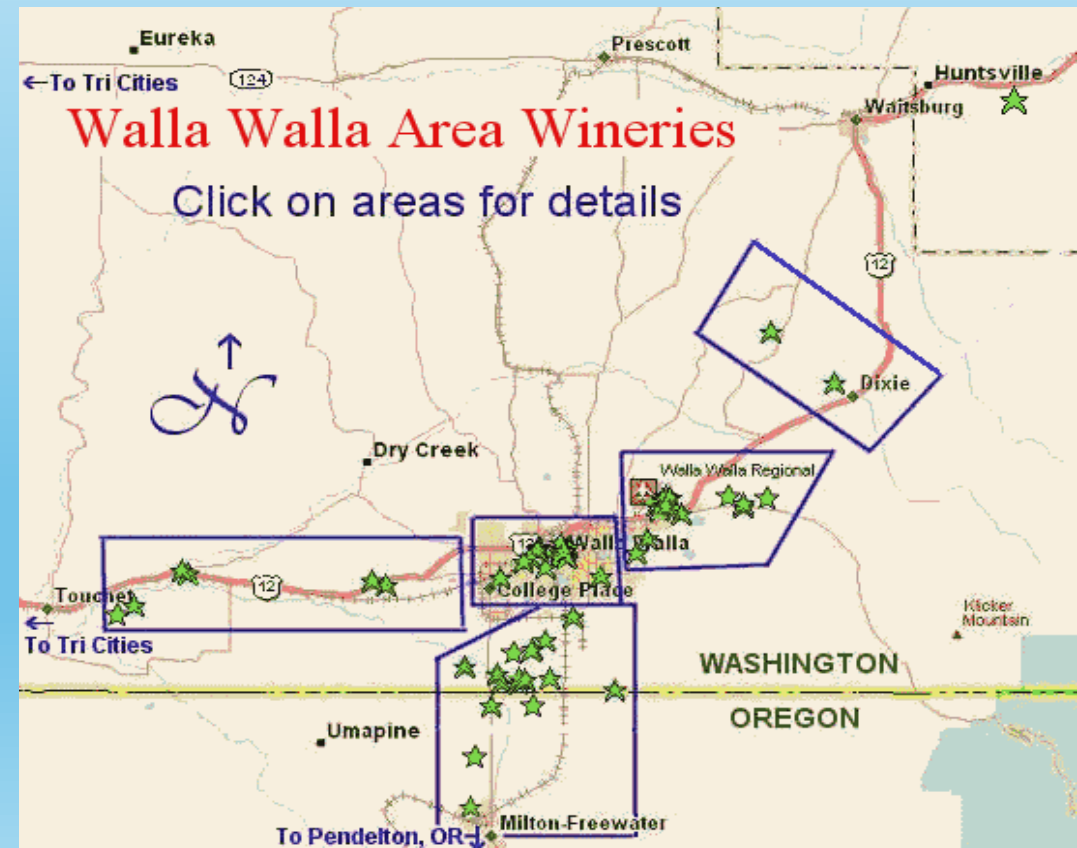 Eureka
Prescott
←To Tri Cities
124
Huntsville
Waitsburg
Walla Walla Area Wineries
Click on areas for details
12
N
Dixie
Dry Creek
Walla Walla Regional
12
Walla Walla
12
College Place
Touchet
←
To Tri Cities
Klicker
Mountain
WASHINGTON
OREGON
Umapine
Milton-Freewater
To Pendelton, OR